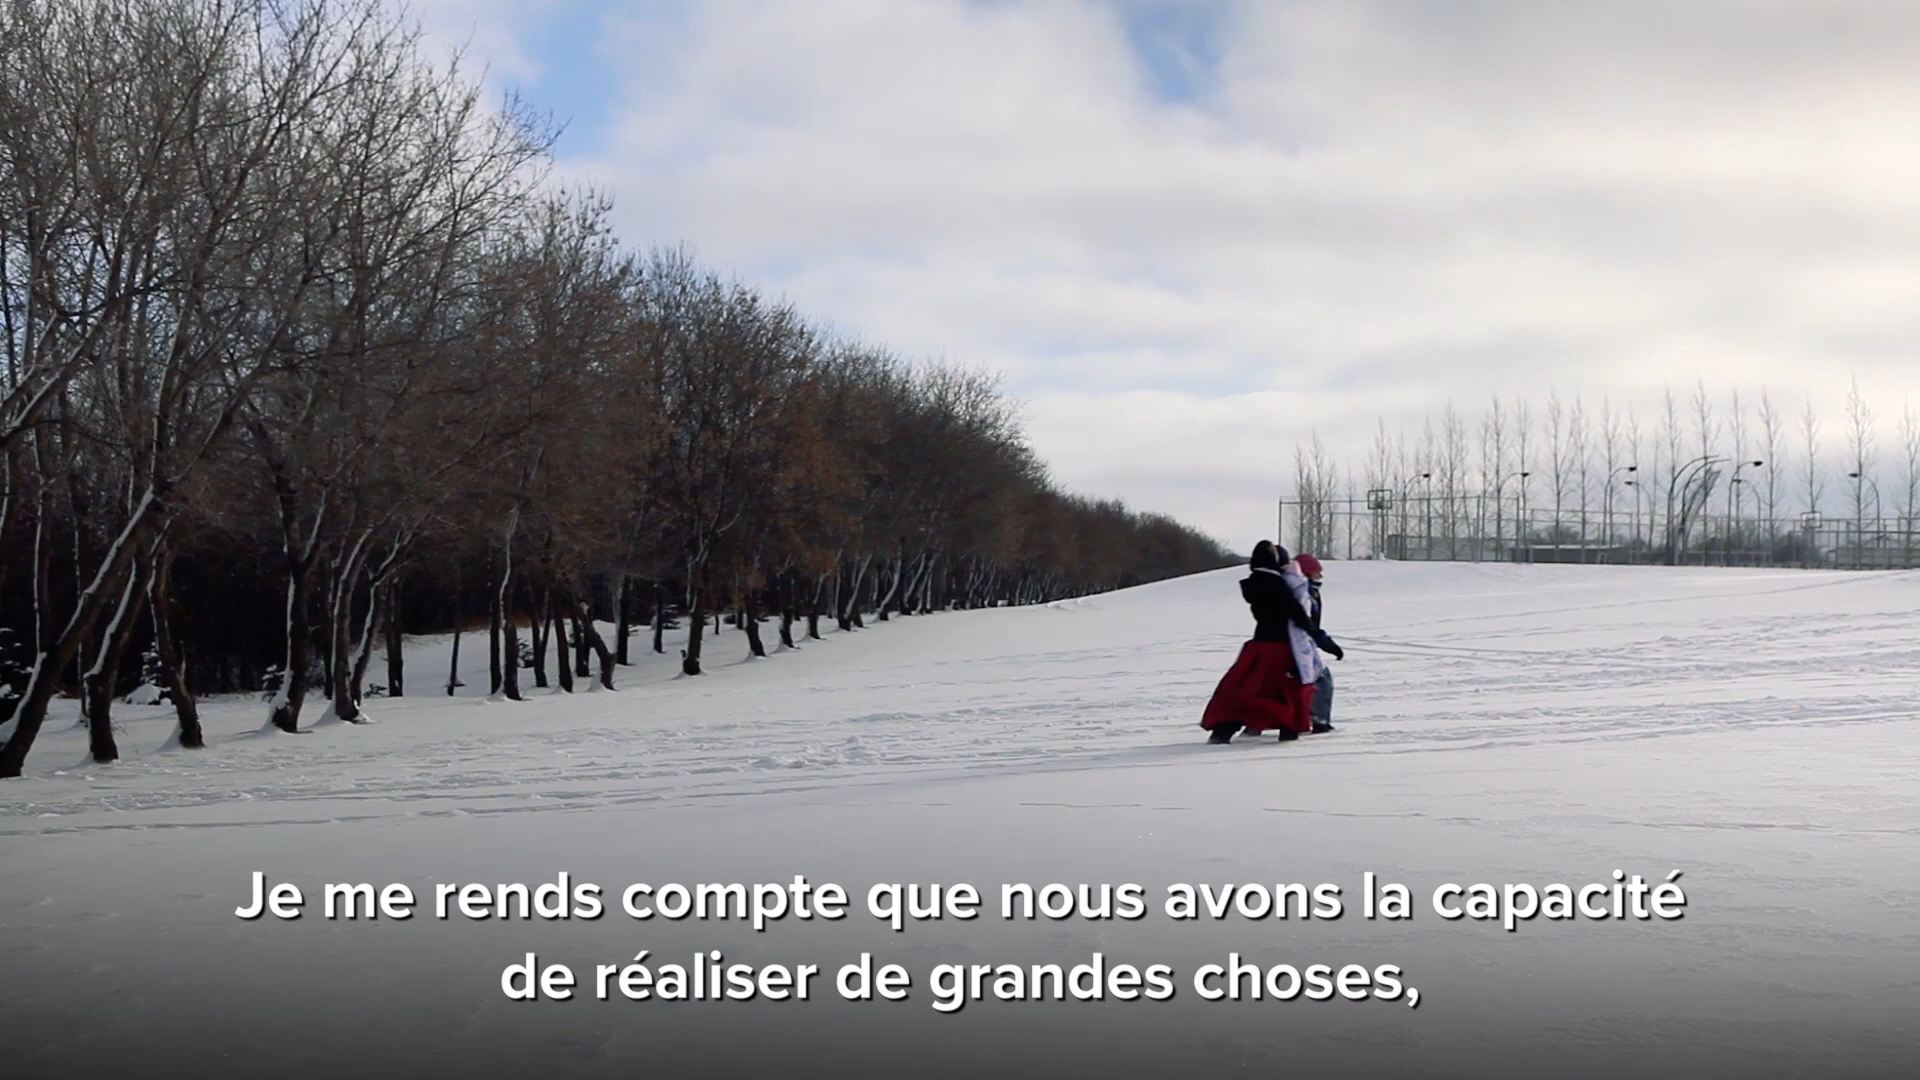 Je me rends compte que nous avons la capacité
de réaliser de grandes choses,